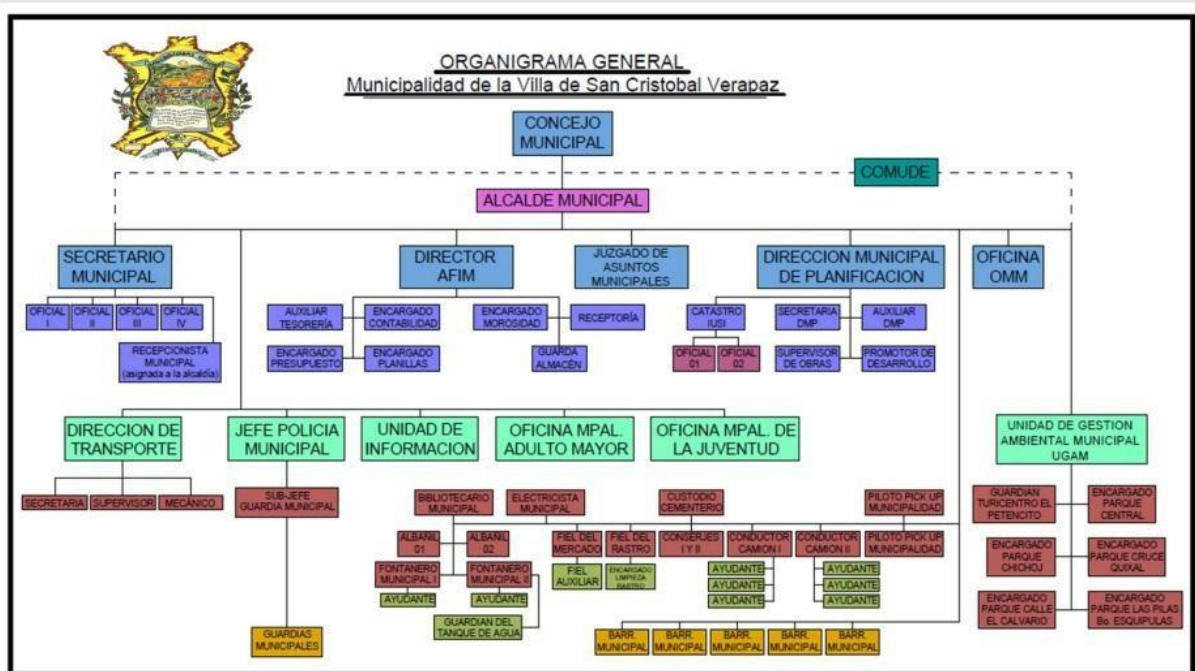 ORGANIGRAMA GENERAL
Municipalidad de la Villa de San Cristobal Verapaz
CONCEJO
MUNICIPAL
COMUDE
ALCALDE MUNICIPAL
SECRETARIO
MUNICIPAL
DIRECTOR
AFIM
JUZGADO DE
ASUNTOS
MUNICIPALES
DIRECCION MUNICIPAL
DE PLANIFICACION
OFICINA
OMM
OFICIAL
I
OFICIAL
II
OFICIAL
III
OFICIAL
IV
RECEPCIONISTA
MUNICIPAL
(asignada a la alcaldía)
AUXILIAR
TESORERÍA
ENCARGADO
CONTABILIDAD
ENCARGADO
MOROSIDAD
RECEPTORÍA
ENCARGADO
PRESUPUESTO
ENCARGADO
PLANILLAS
GUARDA
ALMACÉN
CATASTRO
IUSI
OFICIAL
01
OFICIAL
02
SECRETARIA
DMP
AUXILIAR
DMP
SUPERVISOR
DE OBRAS
PROMOTOR DE
DESARROLLO
DIRECCION DE
TRANSPORTE
JEFE POLICIA
MUNICIPAL
UNIDAD DE
INFORMACION
OFICINA MPAL.
ADULTO MAYOR
OFICINA MPAL. DE
LA JUVENTUD
UNIDAD DE GESTION
AMBIENTAL MUNICIPAL
UGAM
SECRETARIA
SUPERVISOR
MECÁNICO
SUB-JEFE
GUARDIA MUNICIPAL
GUARDIAS
MUNICIPALES
BIBLIOTECARIO
MUNICIPAL
ELECTRICISTA
MUNICIPAL
CUSTODIO
CEMENTERIO
PILOTO PICK UP
MUNICIPALIDAD
ALBAÑIL
01
ALBAÑIL
02
FIEL DEL
MERCADO
FIEL DEL
RASTRO
CONSERJES
I Y II
CONDUCTOR
CAMION I
CONDUCTOR
CAMION II
PILOTO PICK UP
MUNICIPALIDAD
FONTANERO
MUNICIPAL I
FONTANERO
MUNICIPAL II
FIEL
AUXILIAR
ENCARGADO
LIMPIEZA
RASTRO
AYUDANTE
AYUDANTE
AYUDANTE
AYUDANTE
AYUDANTE
AYUDANTE
AYUDANTE
AYUDANTE
GUARDIAN DEL
TANQUE DE AGUA
BARR.
MUNICIPAL
BARR.
MUNICIPAL
BARR.
MUNICIPAL
BARR.
MUNICIPAL
BARR.
MUNICIPAL
GUARDIAN
TURICENTRO EL
PETENCITO
ENCARGADO
PARQUE
CENTRAL
ENCARGADO
PARQUE
CHICHOJ
ENCARGADO
PARQUE CRUCE
QUIXAL
ENCARGADO
PARQUE CALLE
EL CALVARIO
ENCARGADO
PARQUE LAS PILAS
Bo. ESQUIPULAS